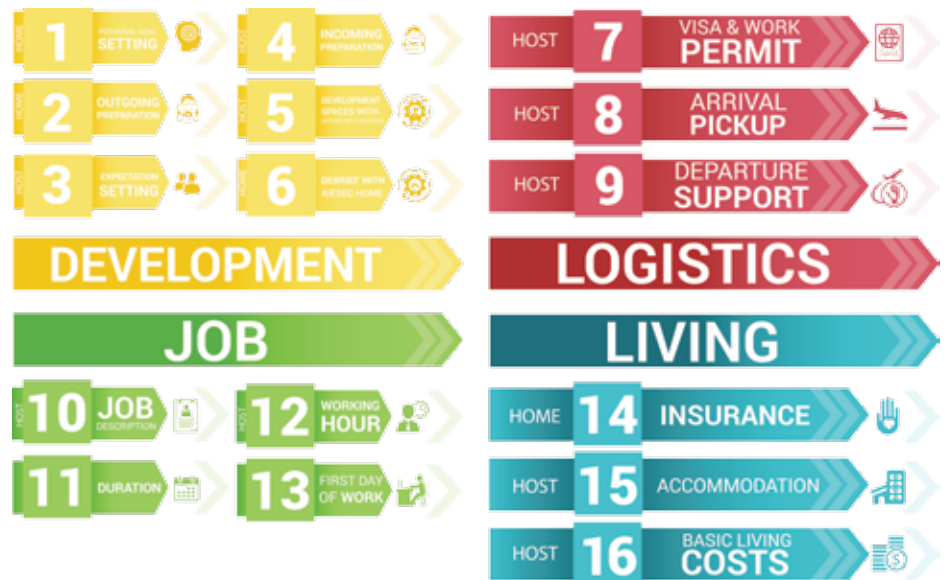 HOME
1
PERSONAL GOAL
SETTING
HOME
2
OUTGOING
PREPARATION
HOST
3
EXPECTATION
SETTING
HOST
4
INCOMING
PREPARATION
5
DEVELOPMENT
SPACES WITH
HOME
6
DEBRIEF WITH
AIESEC HOME
DEVELOPMENT
HOST
7
VISA & WORK
PERMIT
HOST
8
ARRIVAL
PICKUP
HOST
9
DEPARTURE
SUPPORT
LOGISTICS
JOB
HOST
10
JOB
DESCRIPTION
11
DURATION
HOST
12
WORKING
HOUR
13
FIRST DAY
OF WORK
LIVING
HOME
14
INSURANCE
HOST
15
ACCOMMODATION
HOST
16
BASIC LIVING
COSTS